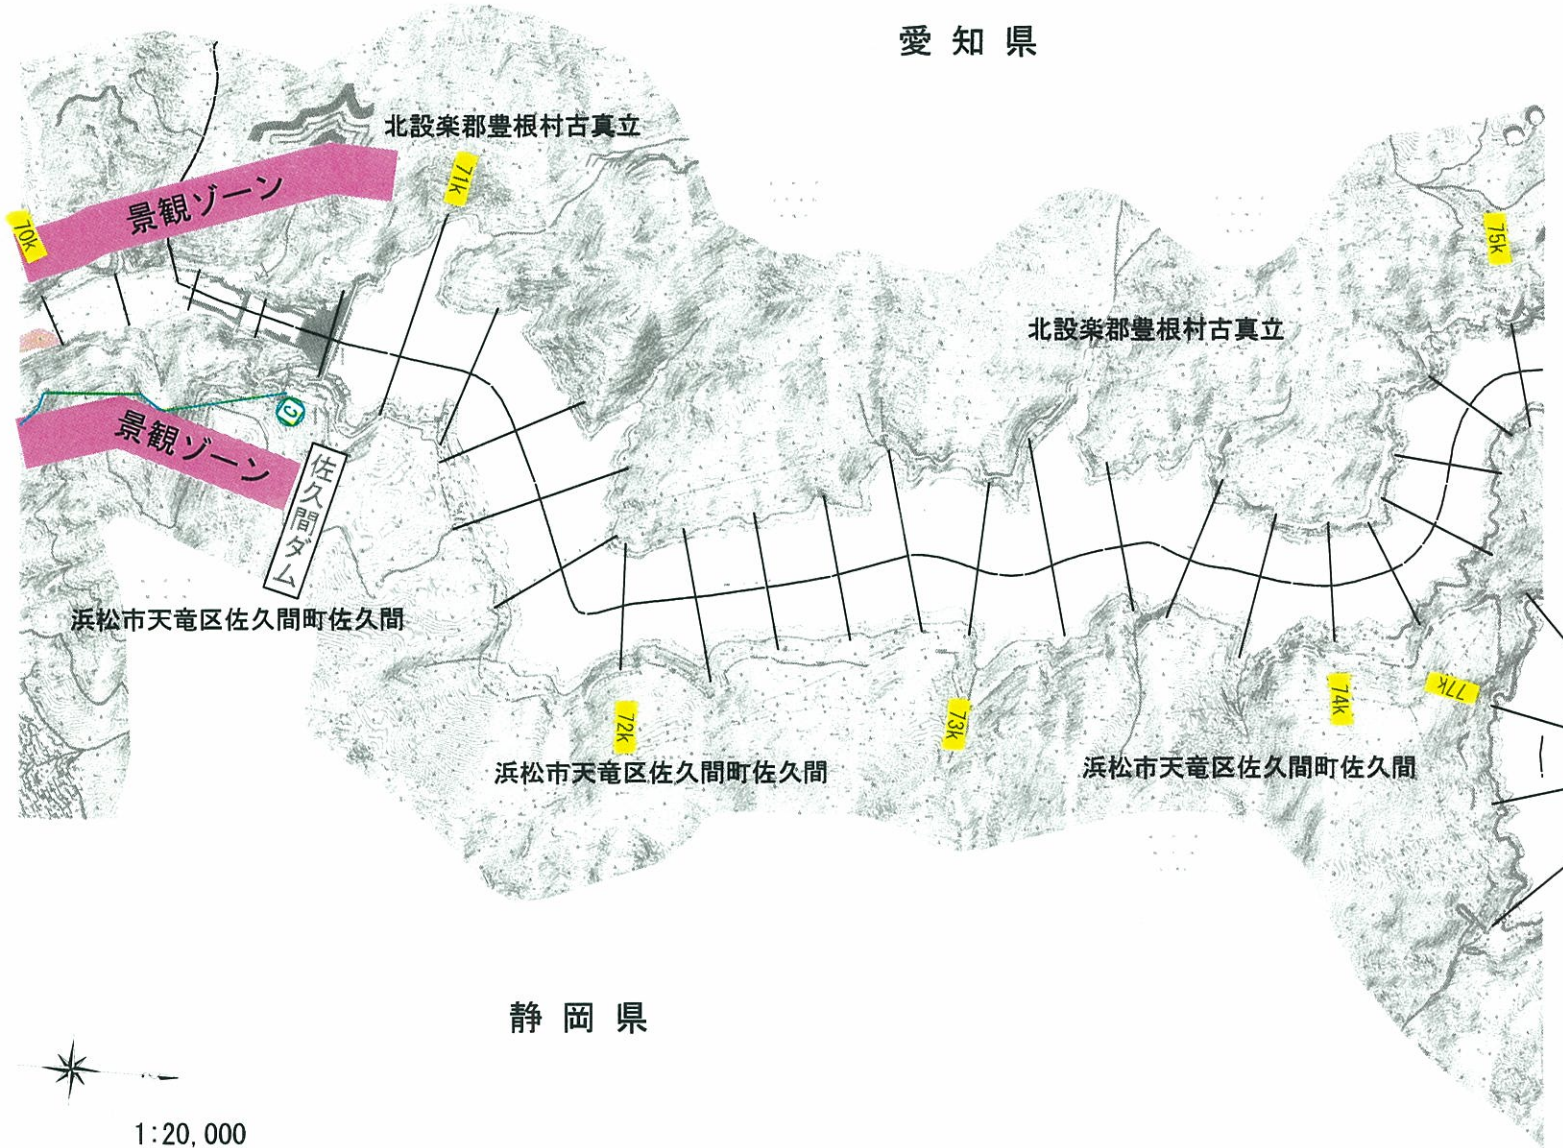 愛知県
北設楽郡豊根村古真立
71k
景観ゾーン
70k
75k
北設楽郡豊根村古真立
景観ゾーン
佐久間ダム
浜松市天竜区佐久間町佐久間
72k
73k
74k
77k
浜松市天竜区佐久間町佐久間
浜松市天竜区佐久間町佐久間
静岡県
1:20,000